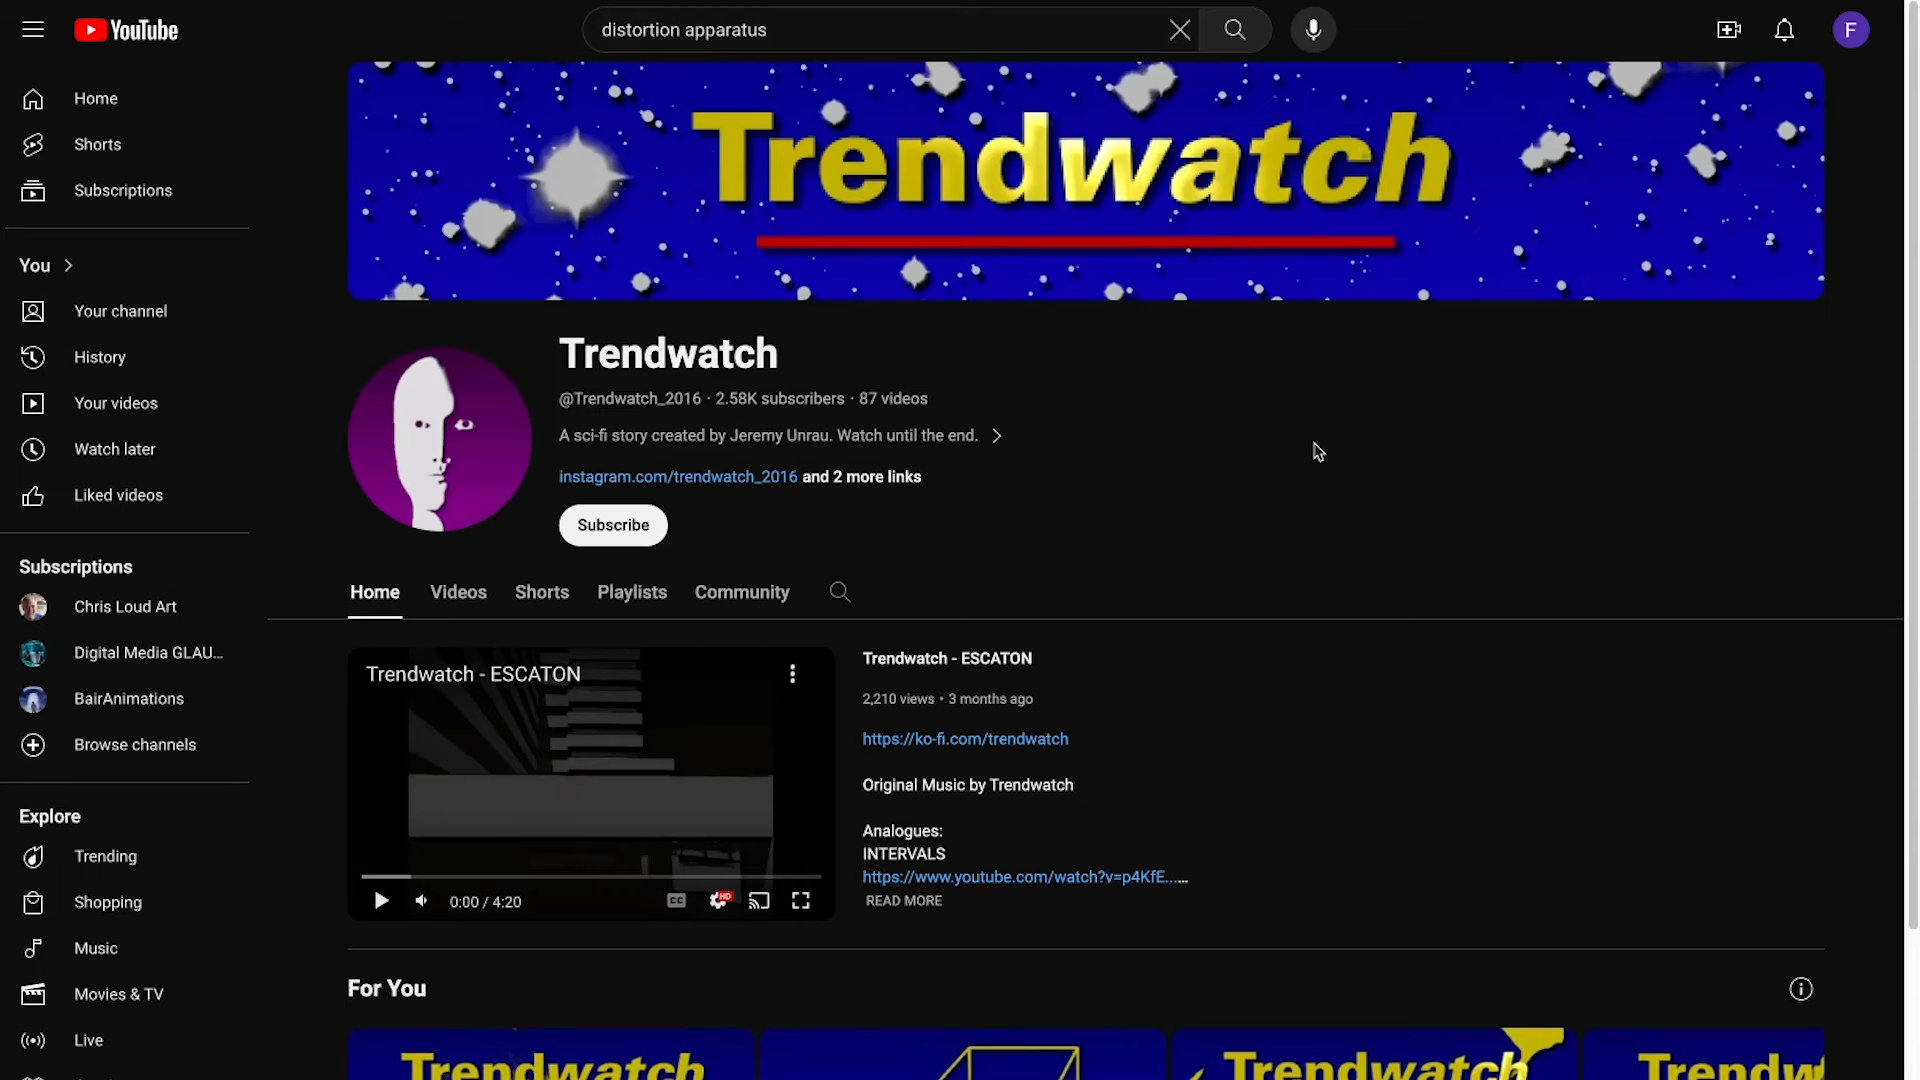 YouTube
distortion apparatus
F
Home
Shorts
Subscriptions
You
Your channel
History
Your videos
Watch later
Liked videos
Subscriptions
Chris Loud Art
Digital Media GLAU...
BairAnimations
Browse channels
Explore
Trending
Shopping
Music
Movies & TV
Live
Trendwatch
Trendwatch
@Trendwatch_2016 · 2.58K subscribers · 87 videos
A sci-fi story created by Jeremy Unrau. Watch until the end.
instagram.com/trendwatch_2016 and 2 more links
Subscribe
Home Videos Shorts Playlists Community
Trendwatch - ESCATON
0:00 / 4:20
CC
HD
Trendwatch - ESCATON
2,210 views • 3 months ago
https://ko-fi.com/trendwatch
Original Music by Trendwatch
Analogues:
INTERVALS
https://www.youtube.com/watch?v=p4KfE...…
READ MORE
For You
Trendwatch
Trendwatch
Trendw